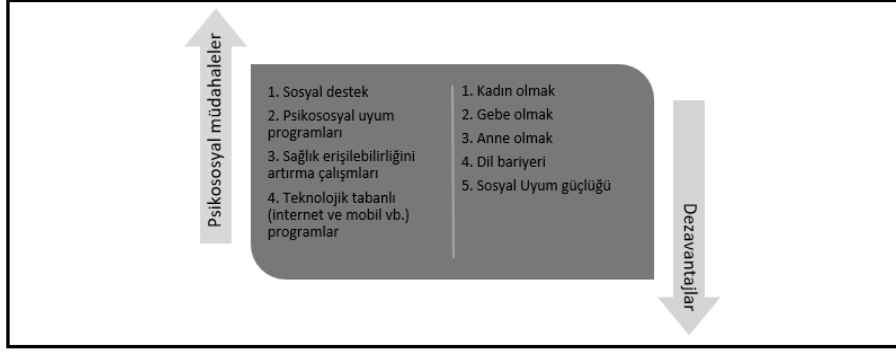 Psikososyal müdahaleler
1. Sosyal destek
2. Psikososyal uyum
programları
3. Sağlık erişilebilirliğini
artırma çalışmları
4. Teknolojik tabanlı
(internet ve mobil vb.)
programlar
1. Kadın olmak
2. Gebe olmak
3. Anne olmak
4. Dil bariyeri
5. Sosyal Uyum güçlüğü
Dezavantajlar